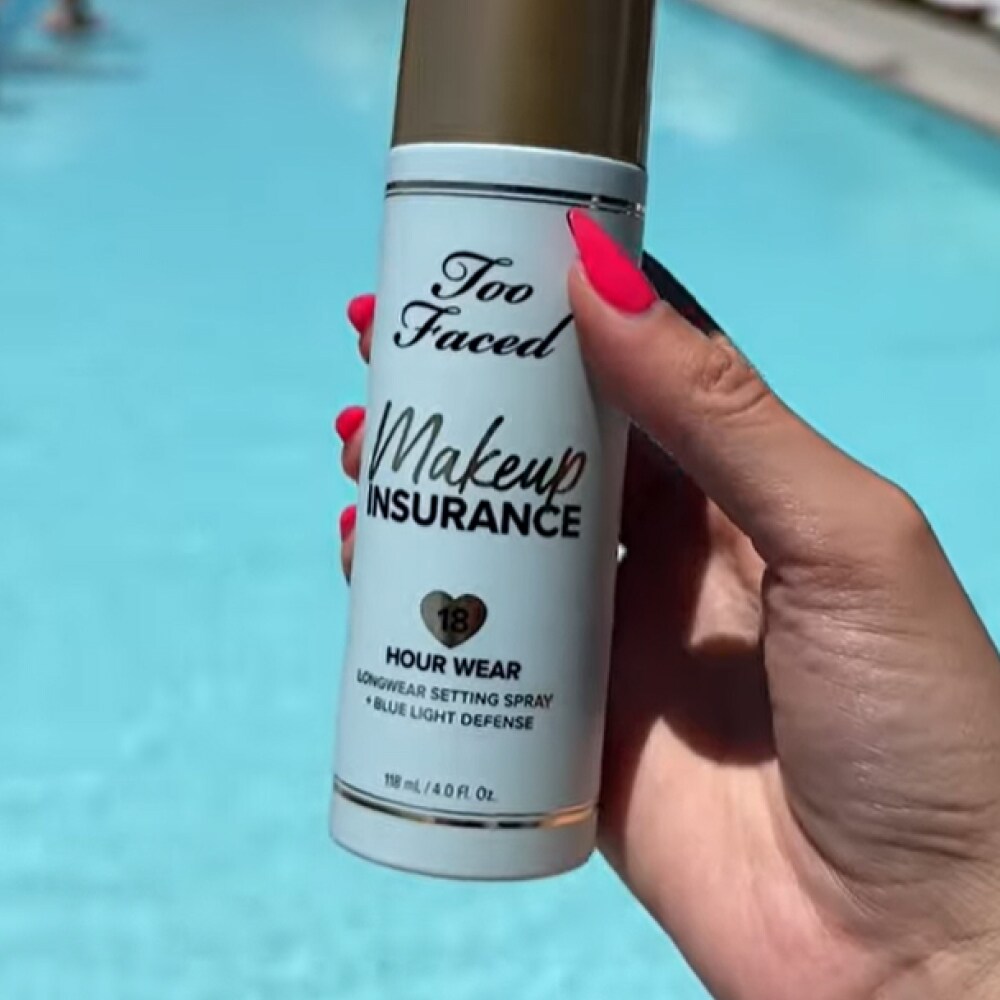 Too
Faced
Makeup
INSURANCE
18
HOUR WEAR
LONGWEAR SETTING SPRAY
+ BLUE LIGHT DEFENSE
118 mL / 4.0 Fl. Oz.